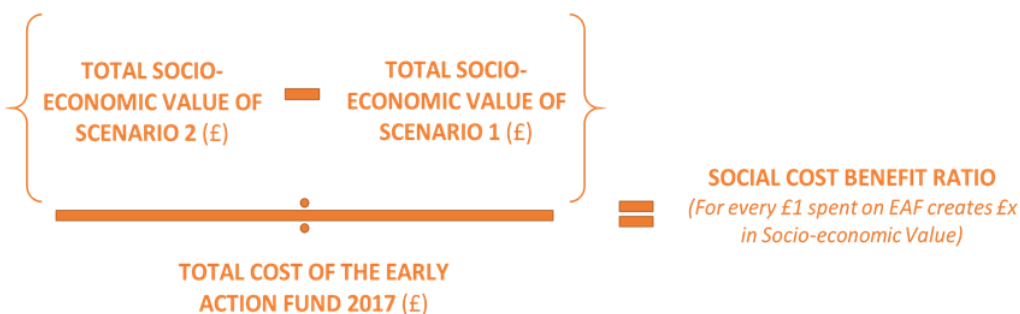 TOTAL SOCIO-
ECONOMIC VALUE OF
SCENARIO 2 (£)
TOTAL SOCIO-
ECONOMIC VALUE OF
SCENARIO 1 (£)
TOTAL COST OF THE EARLY
ACTION FUND 2017 (£)
SOCIAL COST BENEFIT RATIO
(For every £1 spent on EAF creates £x
in Socio-economic Value)